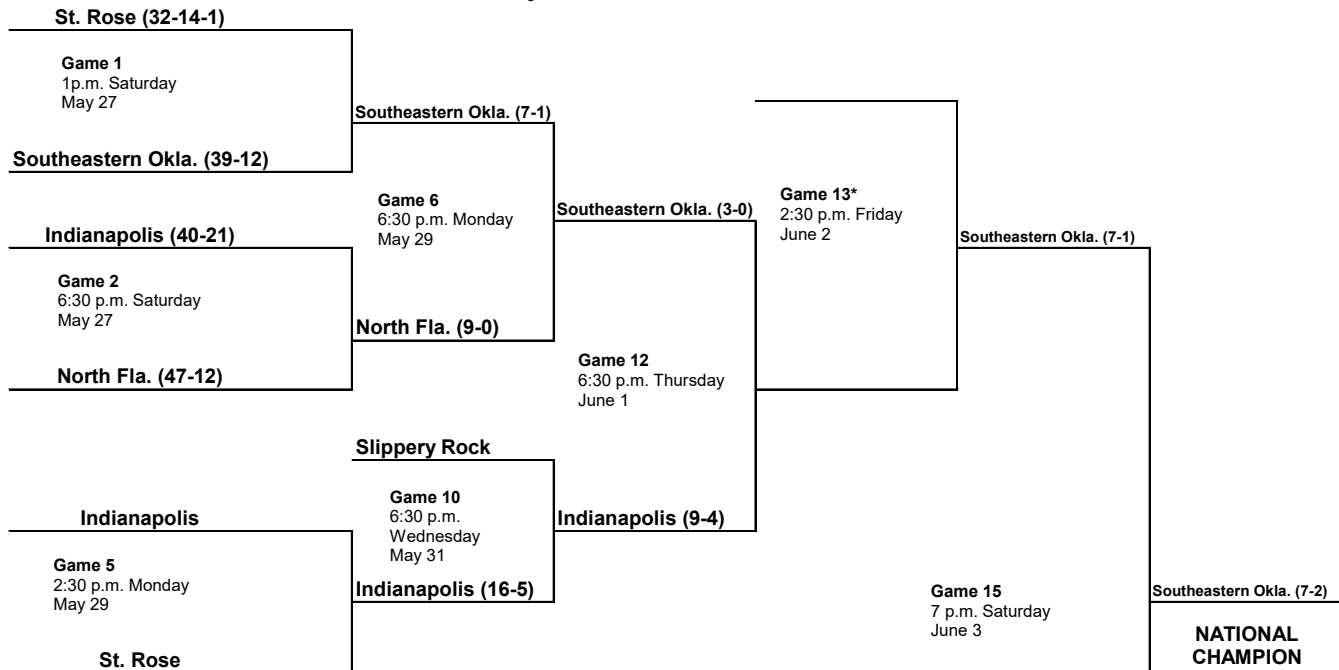 St. Rose (32-14-1)
Game 1
1p.m. Saturday
May 27
Southeastern Okla. (7-1)
Southeastern Okla. (39-12)
Game 6
6:30 p.m. Monday
May 29
Southeastern Okla. (3-0)
Game 13*
2:30 p.m. Friday
June 2
Southeastern Okla. (7-1)
Indianapolis (40-21)
Game 2
6:30 p.m. Saturday
May 27
North Fla. (9-0)
North Fla. (47-12)
Game 12
6:30 p.m. Thursday
June 1
Slippery Rock
Game 10
6:30 p.m.
Wednesday
May 31
Indianapolis (9-4)
Indianapolis
Game 5
2:30 p.m. Monday
May 29
Indianapolis (16-5)
St. Rose
Game 15
7 p.m. Saturday
June 3
Southeastern Okla. (7-2)
NATIONAL
CHAMPION